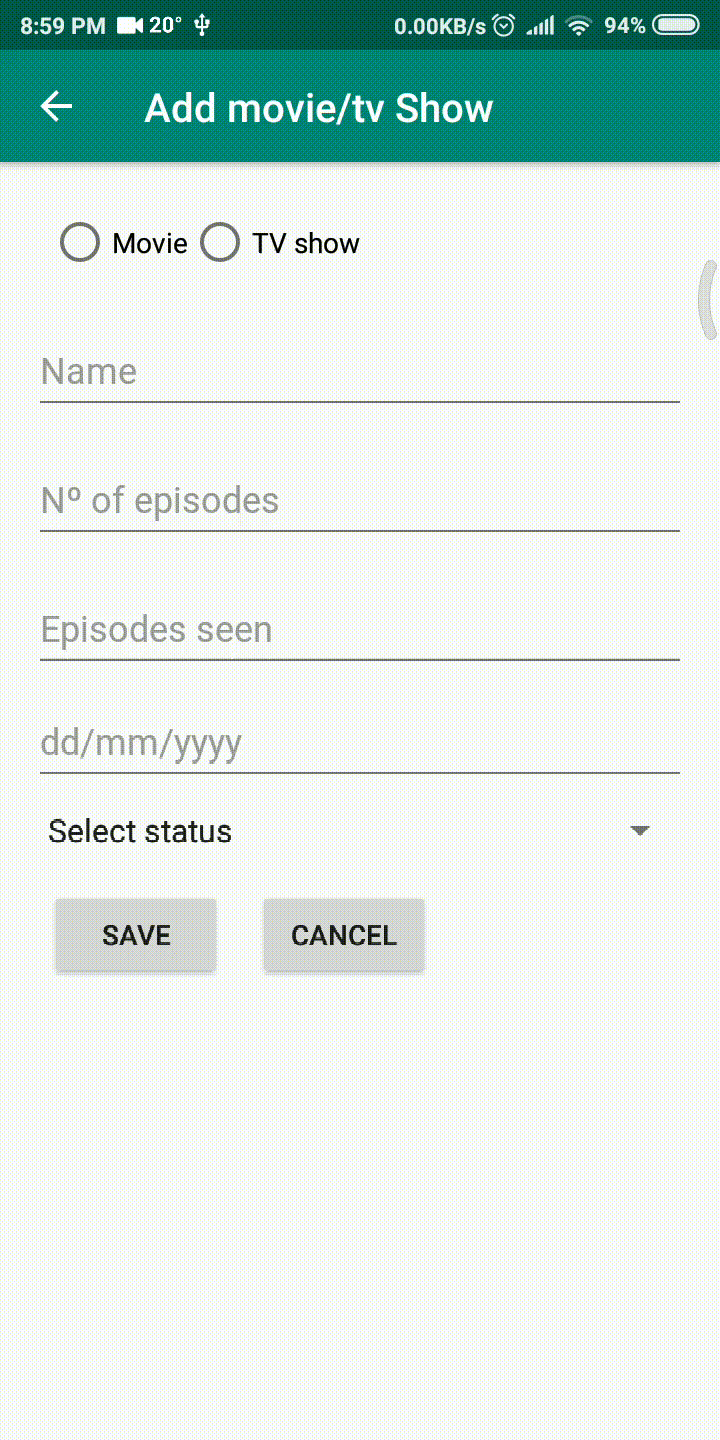 8:59 PM 20° 0.00KB/s 94%
Add movie/tv Show
Movie TV show
Name
Nº of episodes
Episodes seen
dd/mm/yyyy
Select status
SAVE CANCEL